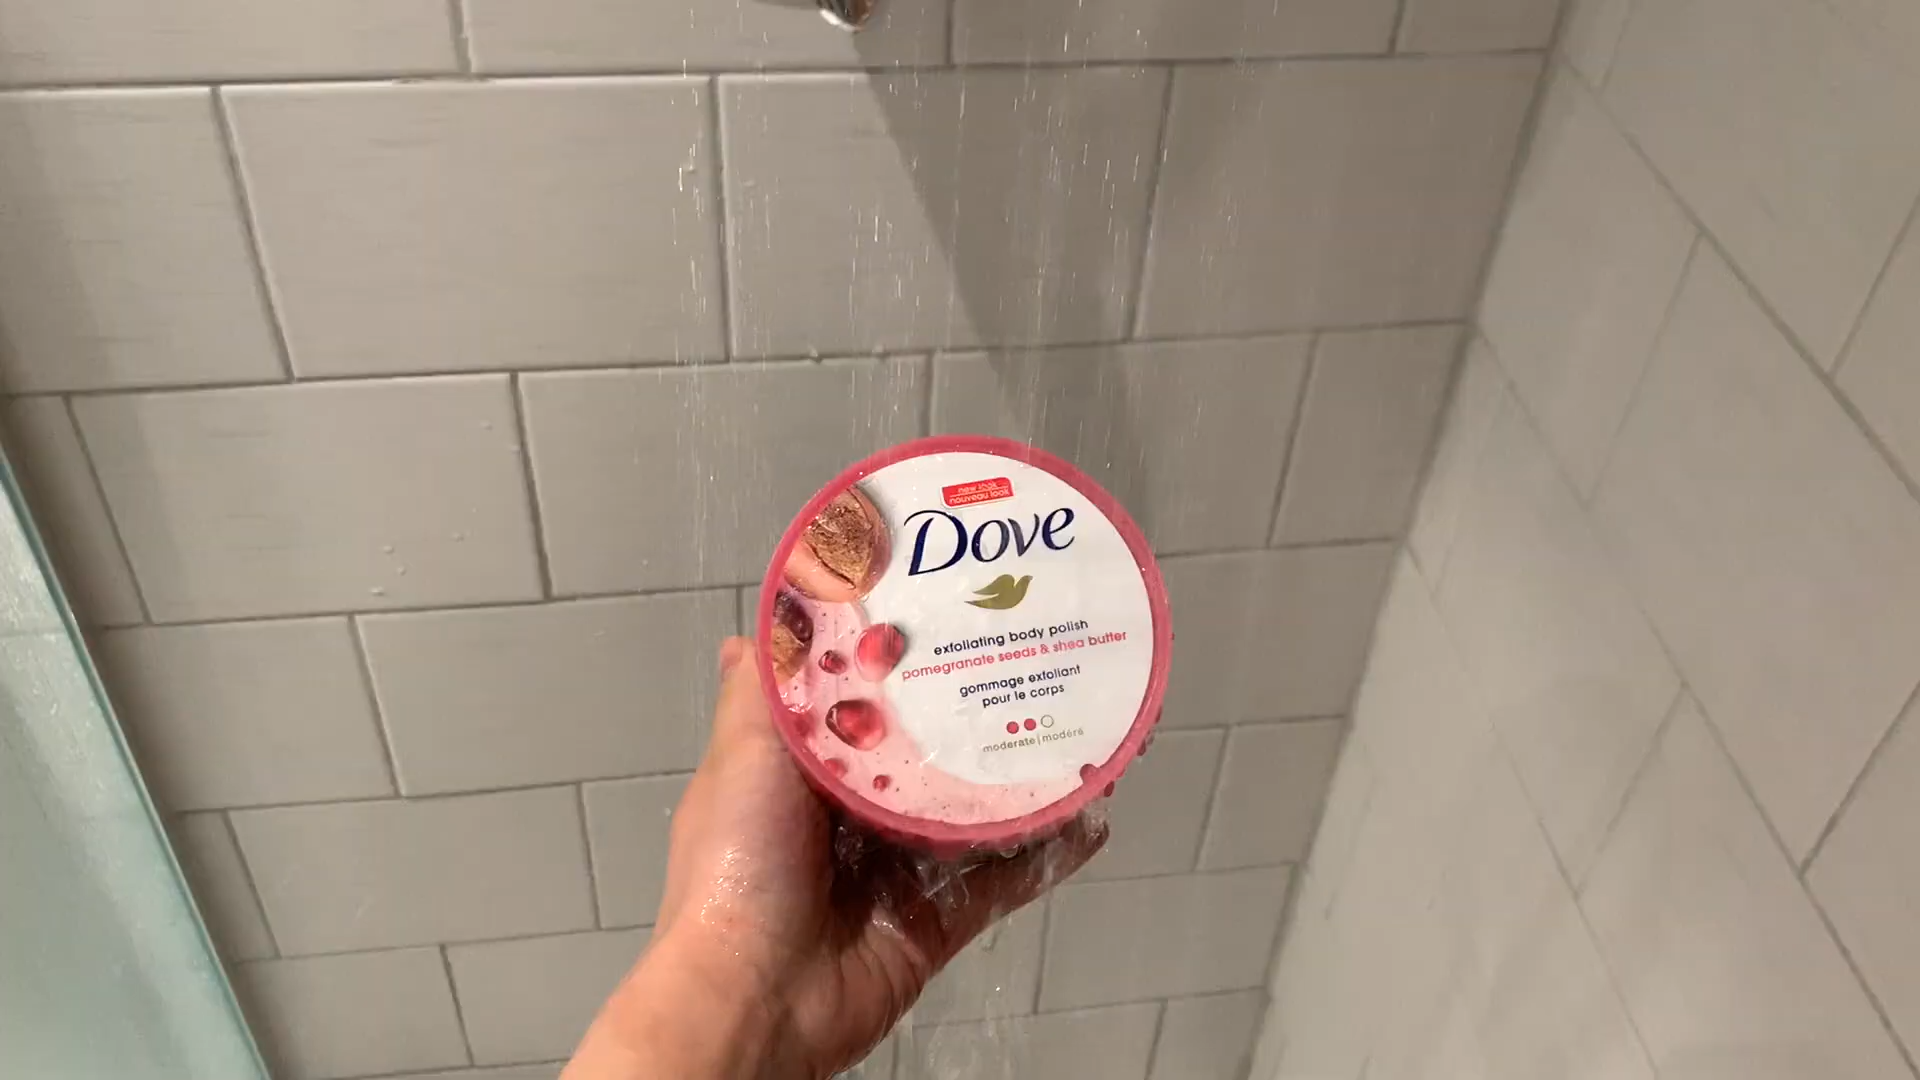 new look
nouveau look
Dove
exfoliating body polish
pomegranate seeds & shea butter
gommage exfoliant
pour le corps
moderate | modéré